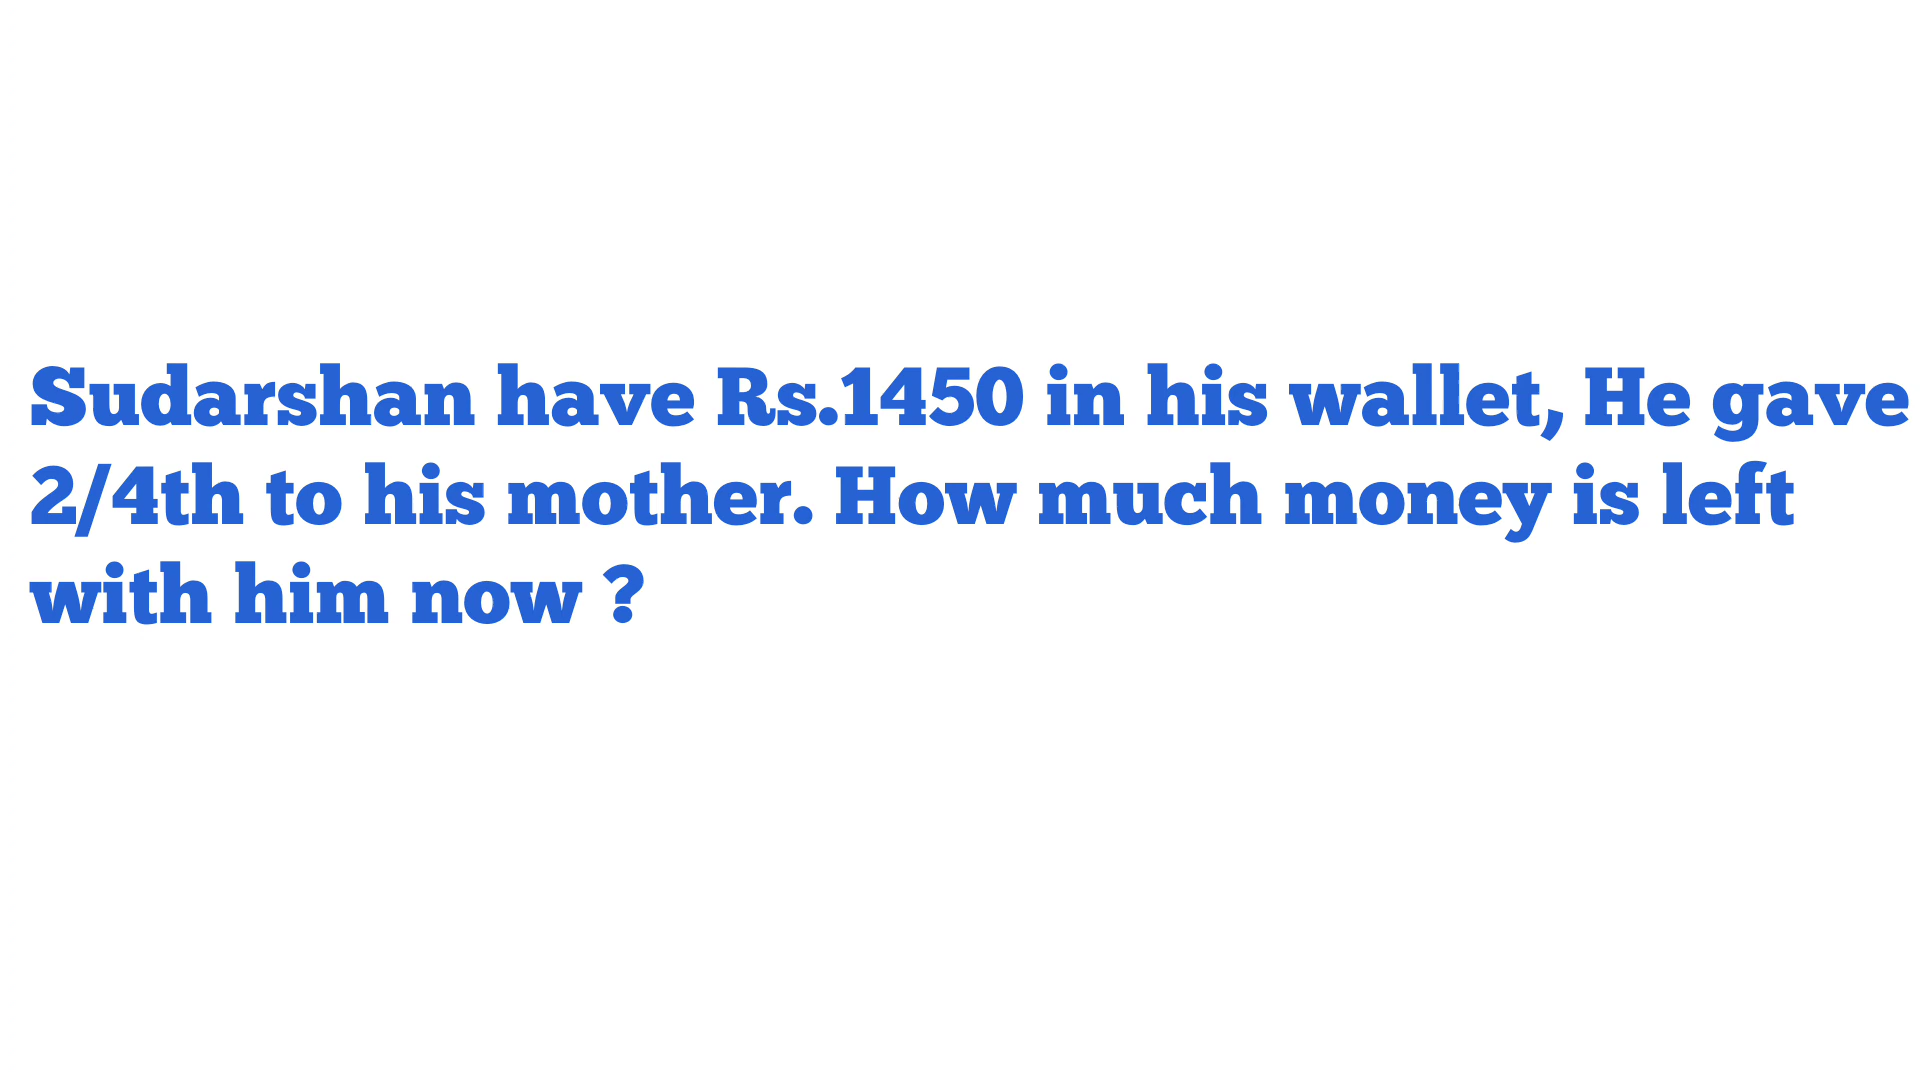 Sudarshan have Rs.1450 in his wallet, He gave
2/4th to his mother. How much money is left
with him now ?